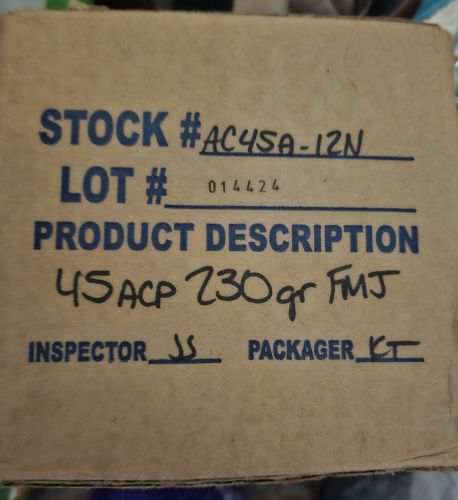 STOCK # AC45A-12N
LOT # 014424
PRODUCT DESCRIPTION
45 ACP 230 gr FMJ
INSPECTOR JS PACKAGER KT